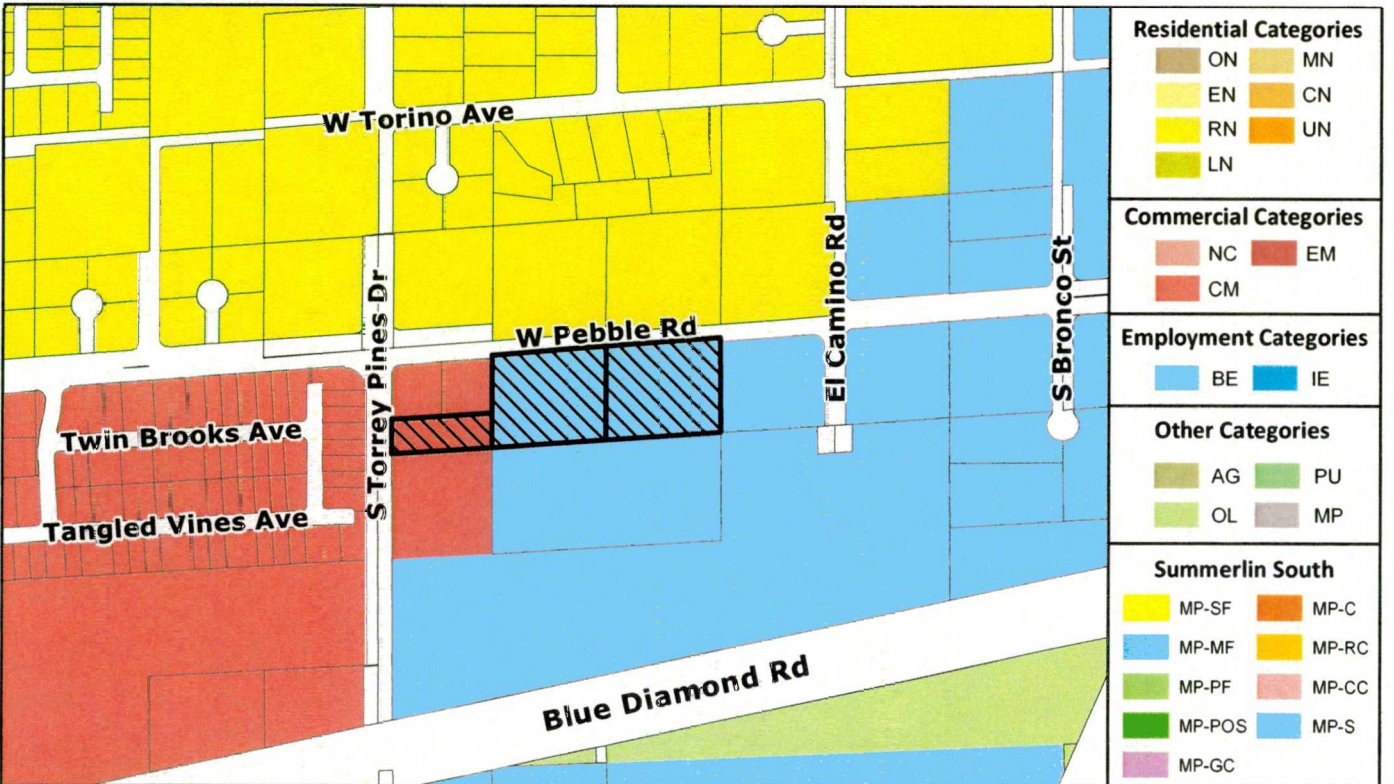 W Torino Ave
W Pebble Rd
S Torrey Pines Dr
El Camino Rd
S Bronco St
Twin Brooks Ave
Tangled Vines Ave
Blue Diamond Rd
Residential Categories
ON MN
EN CN
RN UN
LN
Commercial Categories
NC EM
CM
Employment Categories
BE IE
Other Categories
AG PU
OL MP
Summerlin South
MP-SF MP-C
MP-MF MP-RC
MP-PF MP-CC
MP-POS MP-S
MP-GC